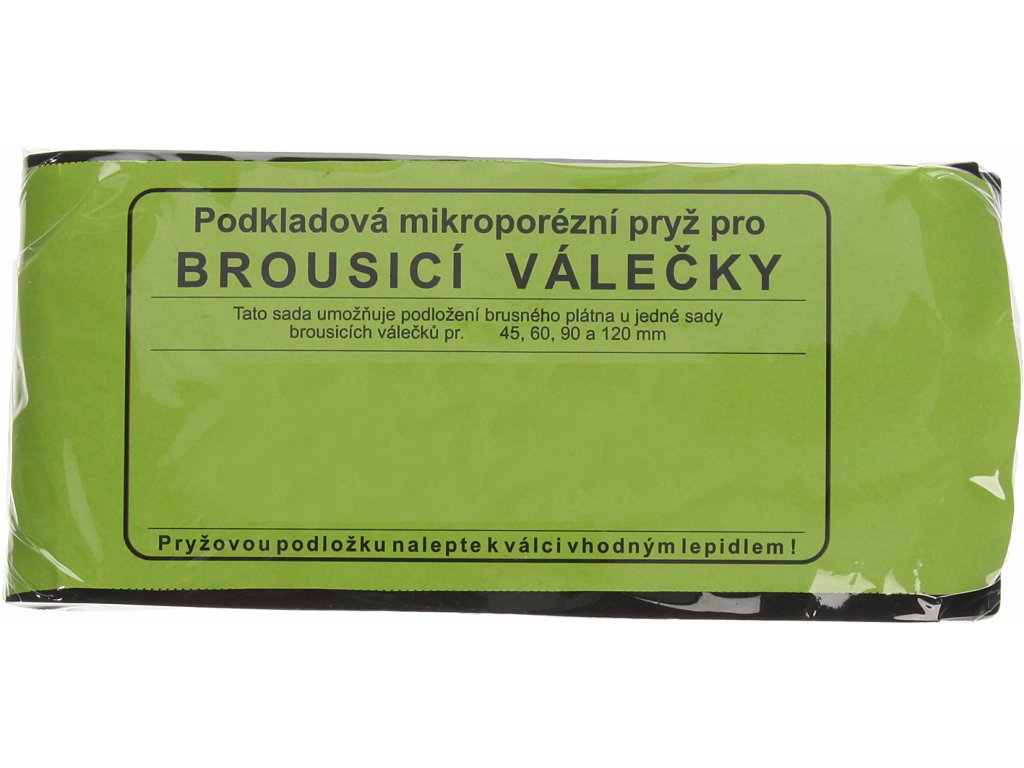 Podkladová mikroporézní pryž pro
BROUSICÍ VÁLEČKY
Tato sada umožňuje podložení brusného plátna u jedné sady
brousicích válečků pr. 45, 60, 90 a 120 mm
Pryžovou podložku nalepte k válci vhodným lepidlem !